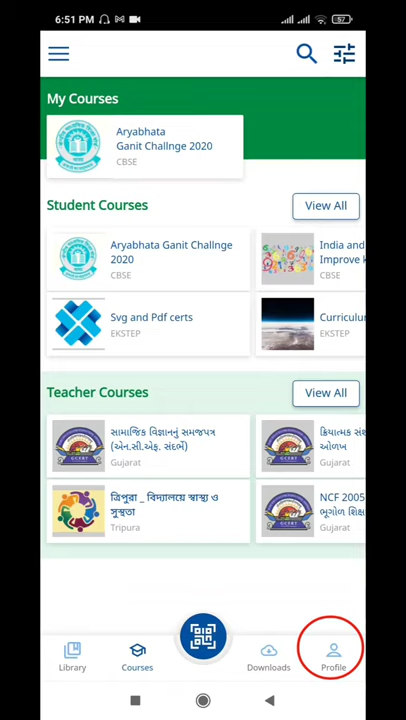 6:51 PM
57
My Courses
Aryabhata
Ganit Challnge 2020
CBSE
Student Courses
View All
Aryabhata Ganit Challnge
2020
CBSE
India and
Improve k
CBSE
Svg and Pdf certs
EKSTEP
Curriculu
EKSTEP
Teacher Courses
View All
સામાજિક વિજ્ઞાનનું સમજપત્ર
(એન.સી.એફ. સંદર્ભે)
Gujarat
ક્રિયાત્મક સંશ
ઓળખ
Gujarat
ત્રિપુરા _ વિદ્યાલયે સ્વાસ્થ્ય ઓ
સુસ્થતા
Tripura
NCF 2005
ભૂગોળ શિક્ષ
Gujarat
Library
Courses
Downloads
Profile